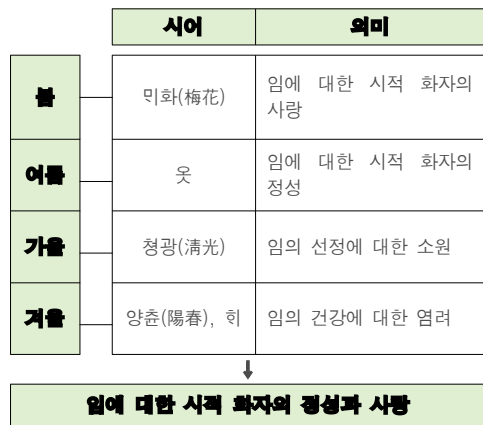 시어 의미
봄 믹화(梅花) 임에 대한 시적 화자의
사랑
여름 옷 임에 대한 시적 화자의
정성
가을 청광(淸光) 임의 선정에 대한 소원
겨울 양츈(陽春), 힉 임의 건강에 대한 염려
임에 대한 시적 화자의 정성과 사랑